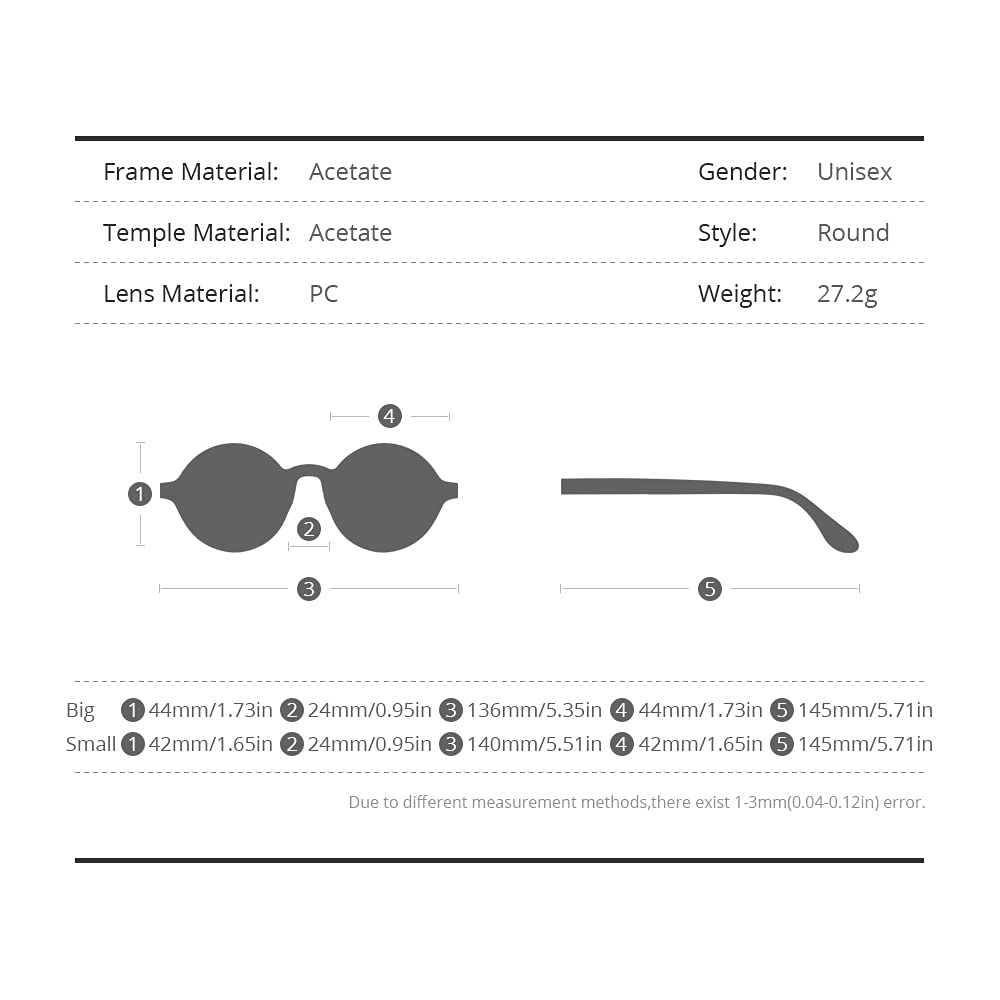 Frame Material: Acetate Gender: Unisex
Temple Material: Acetate Style: Round
Lens Material: PC Weight: 27.2g
4
1
2
3 5
Big 1 44mm/1.73in 2 24mm/0.95in 3 136mm/5.35in 4 44mm/1.73in 5 145mm/5.71in
Small 1 42mm/1.65in 2 24mm/0.95in 3 140mm/5.51in 4 42mm/1.65in 5 145mm/5.71in
Due to different measurement methods,there exist 1-3mm(0.04-0.12in) error.